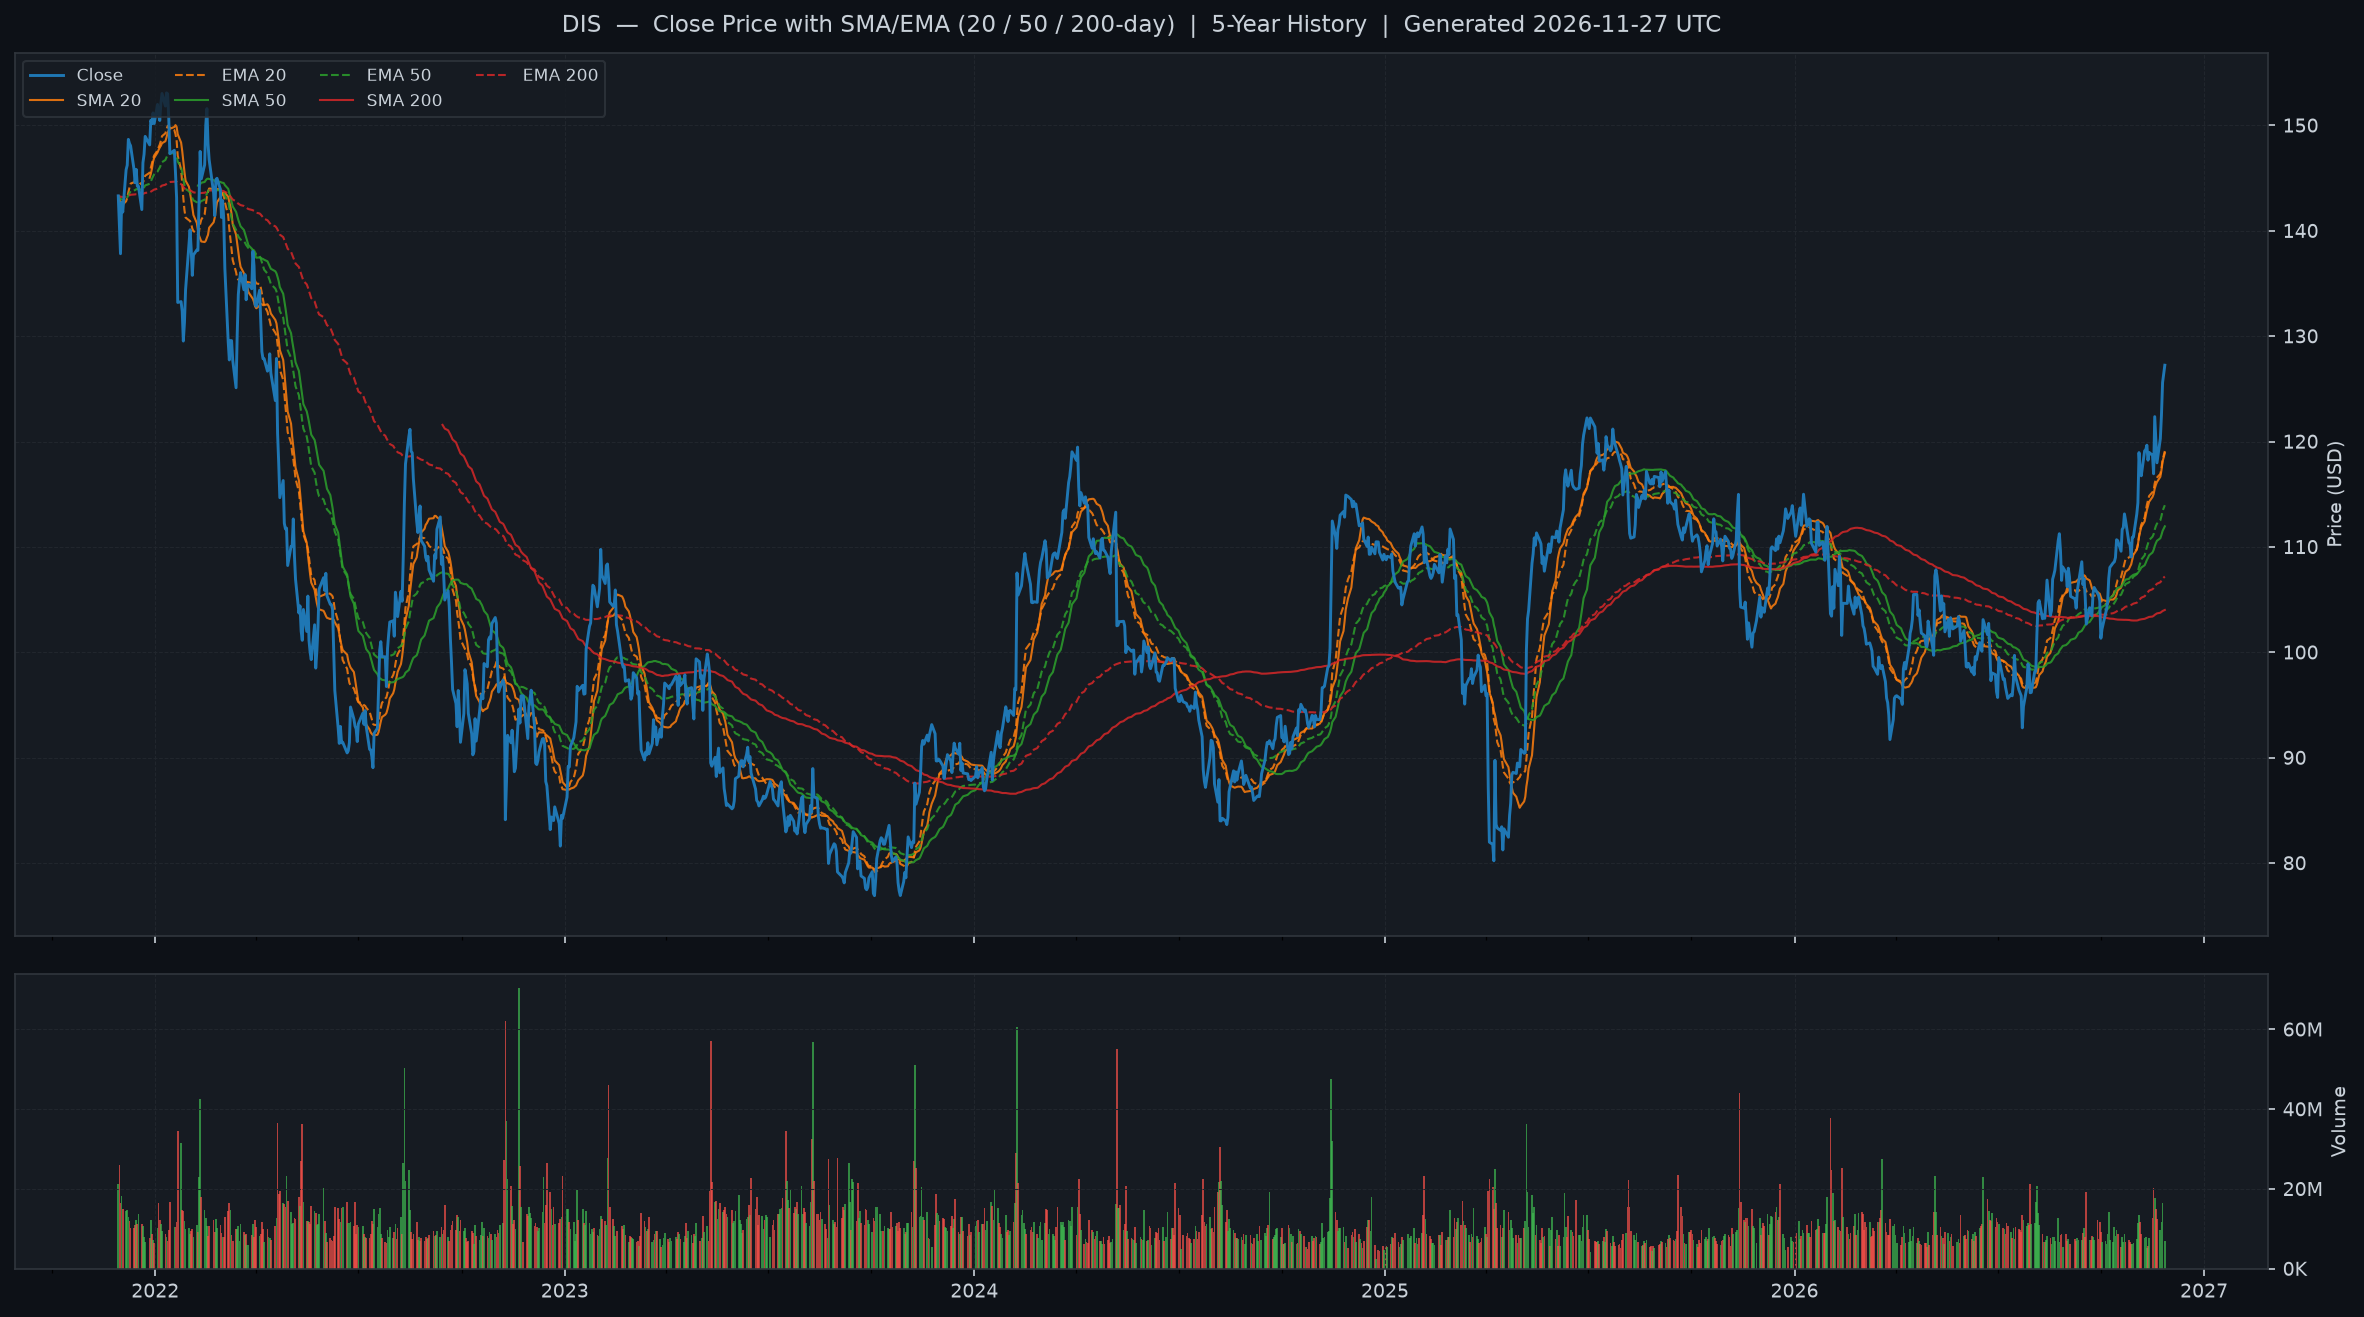 DIS — Close Price with SMA/EMA (20 / 50 / 200-day) | 5-Year History | Generated 2026-11-27 UTC
Close EMA 20 EMA 50 EMA 200
SMA 20 SMA 50 SMA 200
150
140
130
120
110
100
90
80
Price (USD)
60M
40M
20M
0K
Volume
2022 2023 2024 2025 2026 2027